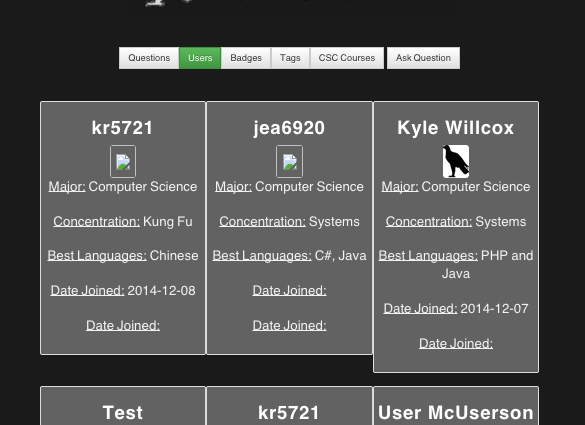 Questions Users Badges Tags CSC Courses Ask Question
kr5721
Major: Computer Science
Concentration: Kung Fu
Best Languages: Chinese
Date Joined: 2014-12-08
Date Joined:
jea6920
Major: Computer Science
Concentration: Systems
Best Languages: C#, Java
Date Joined:
Date Joined:
Kyle Willcox
Major: Computer Science
Concentration: Systems
Best Languages: PHP and
Java
Date Joined: 2014-12-07
Date Joined:
Test
kr5721
User McUserson